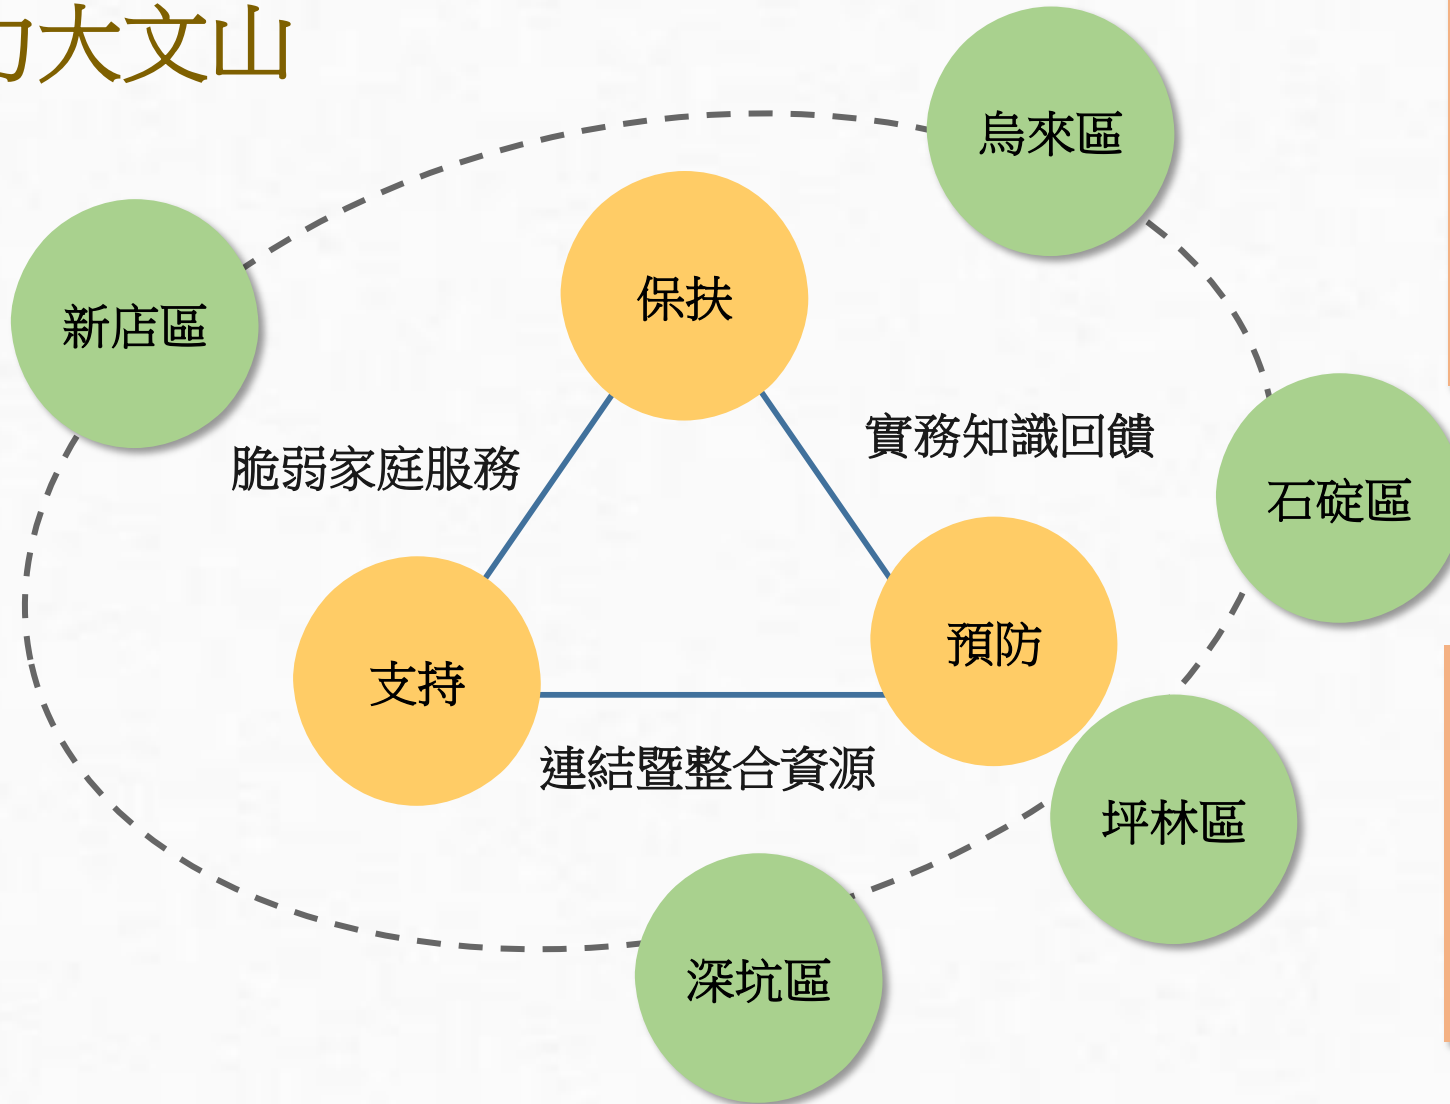 力大文山
烏來區
保扶
新店區
實務知識回饋
脆弱家庭服務
石碇區
預防
支持
連結暨整合資源
坪林區
深坑區